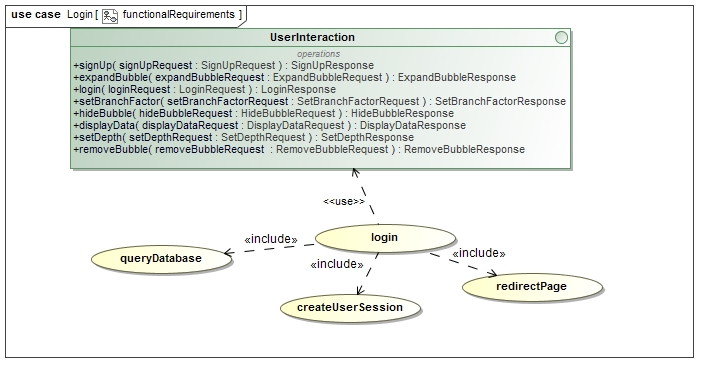 use case Login [ functionalRequirements ]
UserInteraction
operations
+signUp( signUpRequest : SignUpRequest ) : SignUpResponse
+expandBubble( expandBubbleRequest : ExpandBubbleRequest ) : ExpandBubbleResponse
+login( loginRequest : LoginRequest ) : LoginResponse
+setBranchFactor( setBranchFactorRequest : SetBranchFactorRequest ) : SetBranchFactorResponse
+hideBubble( hideBubbleRequest : HideBubbleRequest ) : HideBubbleResponse
+displayData( displayDataRequest : DisplayDataRequest ) : DisplayDataResponse
+setDepth( setDepthRequest : SetDepthRequest ) : SetDepthResponse
+removeBubble( removeBubbleRequest : RemoveBubbleRequest ) : RemoveBubbleResponse
<<use>>
login
«include»
queryDatabase
«include»
createUserSession
«include»
redirectPage